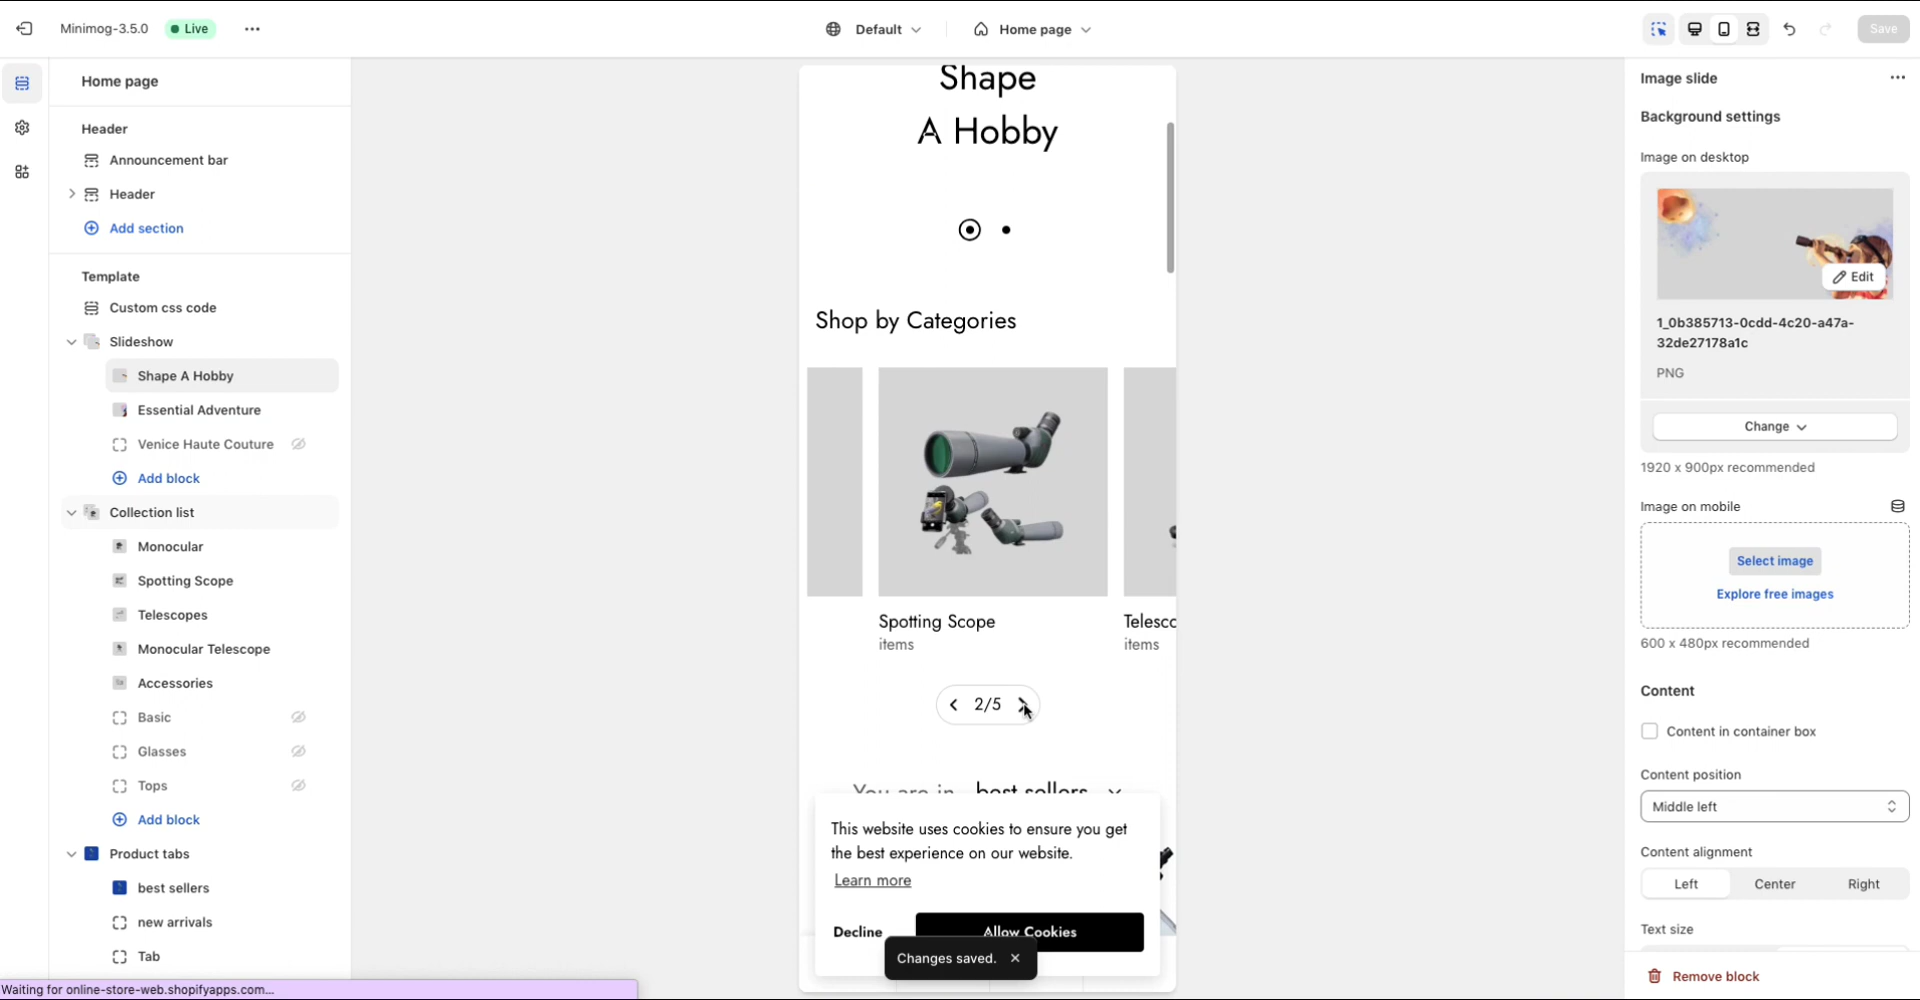 Minimog-3.5.0
Live
Default
Home page
Save
Home page
Header
Announcement bar
Header
Add section
Template
Custom css code
Slideshow
Shape A Hobby
Essential Adventure
Venice Haute Couture
Add block
Collection list
Monocular
Spotting Scope
Telescopes
Monocular Telescope
Accessories
Basic
Glasses
Tops
Add block
Product tabs
best sellers
new arrivals
Tab
Waiting for online-store-web.shopifyapps.com...
Shape
A Hobby
Shop by Categories
Spotting Scope
items
Telesco
items
2/5
You are in best sellers
This website uses cookies to ensure you get
the best experience on our website.
Learn more
Decline
Allow Cookies
Changes saved.
Image slide
Background settings
Image on desktop
Edit
1_0b385713-0cdd-4c20-a47a-
32de27178a1c
PNG
Change
1920 x 900px recommended
Image on mobile
Select image
Explore free images
600 x 480px recommended
Content
Content in container box
Content position
Middle left
Content alignment
Left
Center
Right
Text size
Remove block